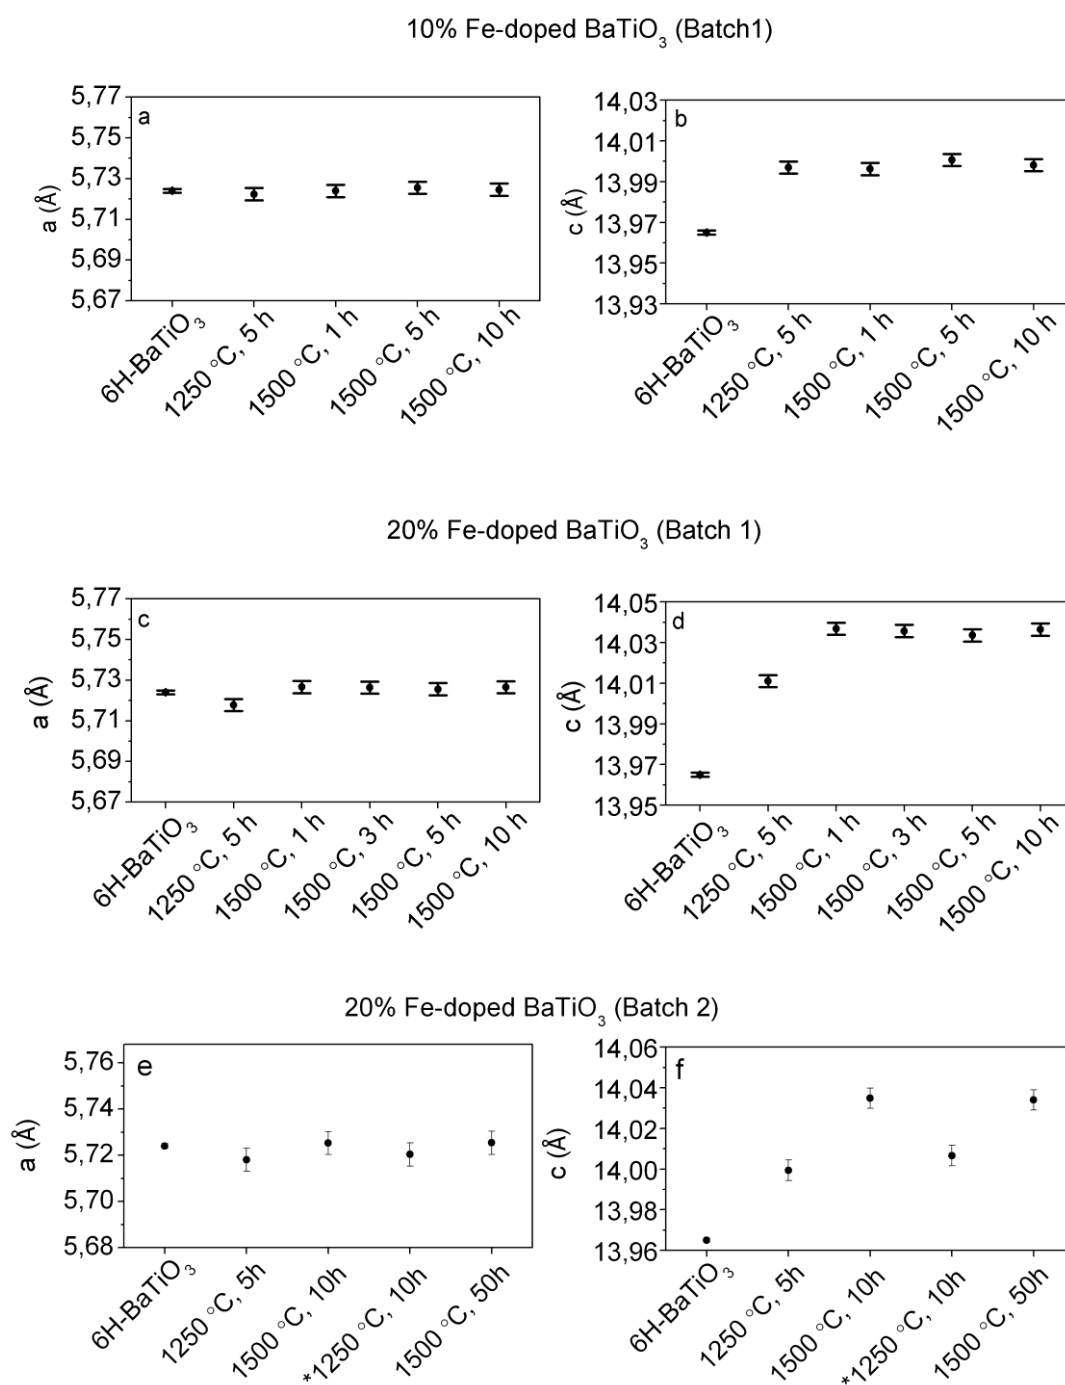 10% Fe-doped BaTiO₃ (Batch1)
a
a (Å)
5,77
5,75
5,73
5,71
5,69
5,67
6H-BaTiO₃
1250 °C, 5 h
1500 °C, 1 h
1500 °C, 5 h
1500 °C, 10 h
b
c (Å)
14,03
14,01
13,99
13,97
13,95
13,93
6H-BaTiO₃
1250 °C, 5 h
1500 °C, 1 h
1500 °C, 5 h
1500 °C, 10 h
20% Fe-doped BaTiO₃ (Batch 1)
c
a (Å)
5,77
5,75
5,73
5,71
5,69
5,67
6H-BaTiO₃
1250 °C, 5 h
1500 °C, 1 h
1500 °C, 3 h
1500 °C, 5 h
1500 °C, 10 h
d
c (Å)
14,05
14,03
14,01
13,99
13,97
13,95
6H-BaTiO₃
1250 °C, 5 h
1500 °C, 1 h
1500 °C, 3 h
1500 °C, 5 h
1500 °C, 10 h
20% Fe-doped BaTiO₃ (Batch 2)
e
a (Å)
5,76
5,74
5,72
5,70
5,68
6H-BaTiO₃
1250 °C, 5h
1500 °C, 10h
*1250 °C, 10h
1500 °C, 50h
f
c (Å)
14,06
14,04
14,02
14,00
13,98
13,96
6H-BaTiO₃
1250 °C, 5h
1500 °C, 10h
*1250 °C, 10h
1500 °C, 50h